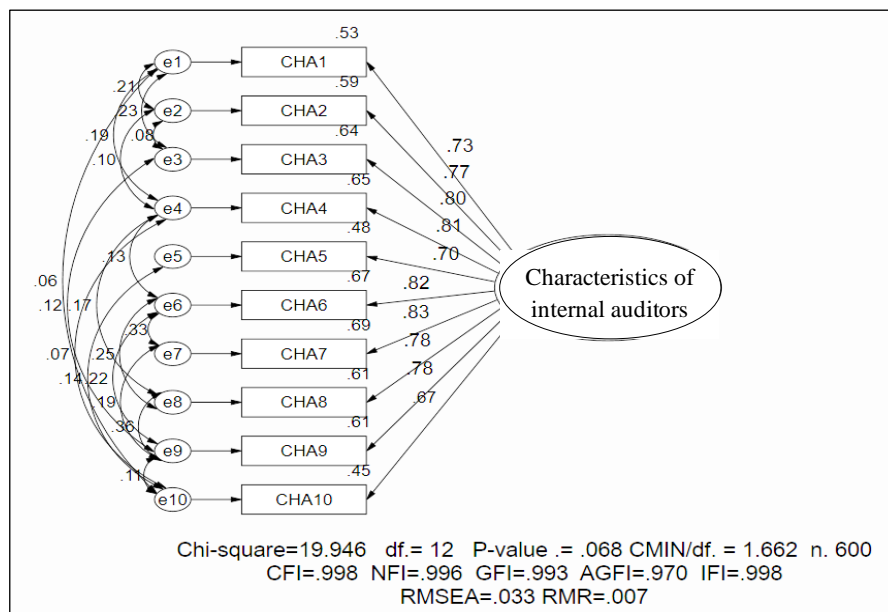 .53
e1 CHA1
.21 .59
e2 CHA2 .73
.23
.19 .08 .64 .77
e3 CHA3 .80
.10 .65
e4 CHA4 .81
.48 .70
.13 e5 CHA5
.67 .82
.06 e6 CHA6 .83
.12 .17 .33 .69
e7 CHA7 .78
.07 .25 .61 .78
.14 .22 e8 CHA8 .67
.19 .61
.36 e9 CHA9
.45
.11 e10 CHA10
Characteristics of
internal auditors
Chi-square=19.946 df.= 12 P-value .= .068 CMIN/df. = 1.662 n. 600
CFI=.998 NFI=.996 GFI=.993 AGFI=.970 IFI=.998
RMSEA=.033 RMR=.007